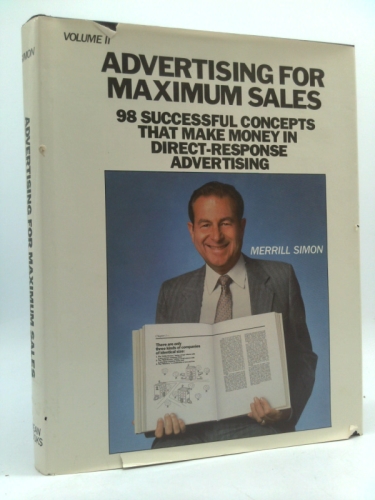 VOLUME II
ADVERTISING FOR
MAXIMUM SALES
98 SUCCESSFUL CONCEPTS
THAT MAKE MONEY IN
DIRECT-RESPONSE
ADVERTISING
MERRILL SIMON
There are only
three kinds of companies
SIMON
ADVERTISING FOR MAXIMUM SALES